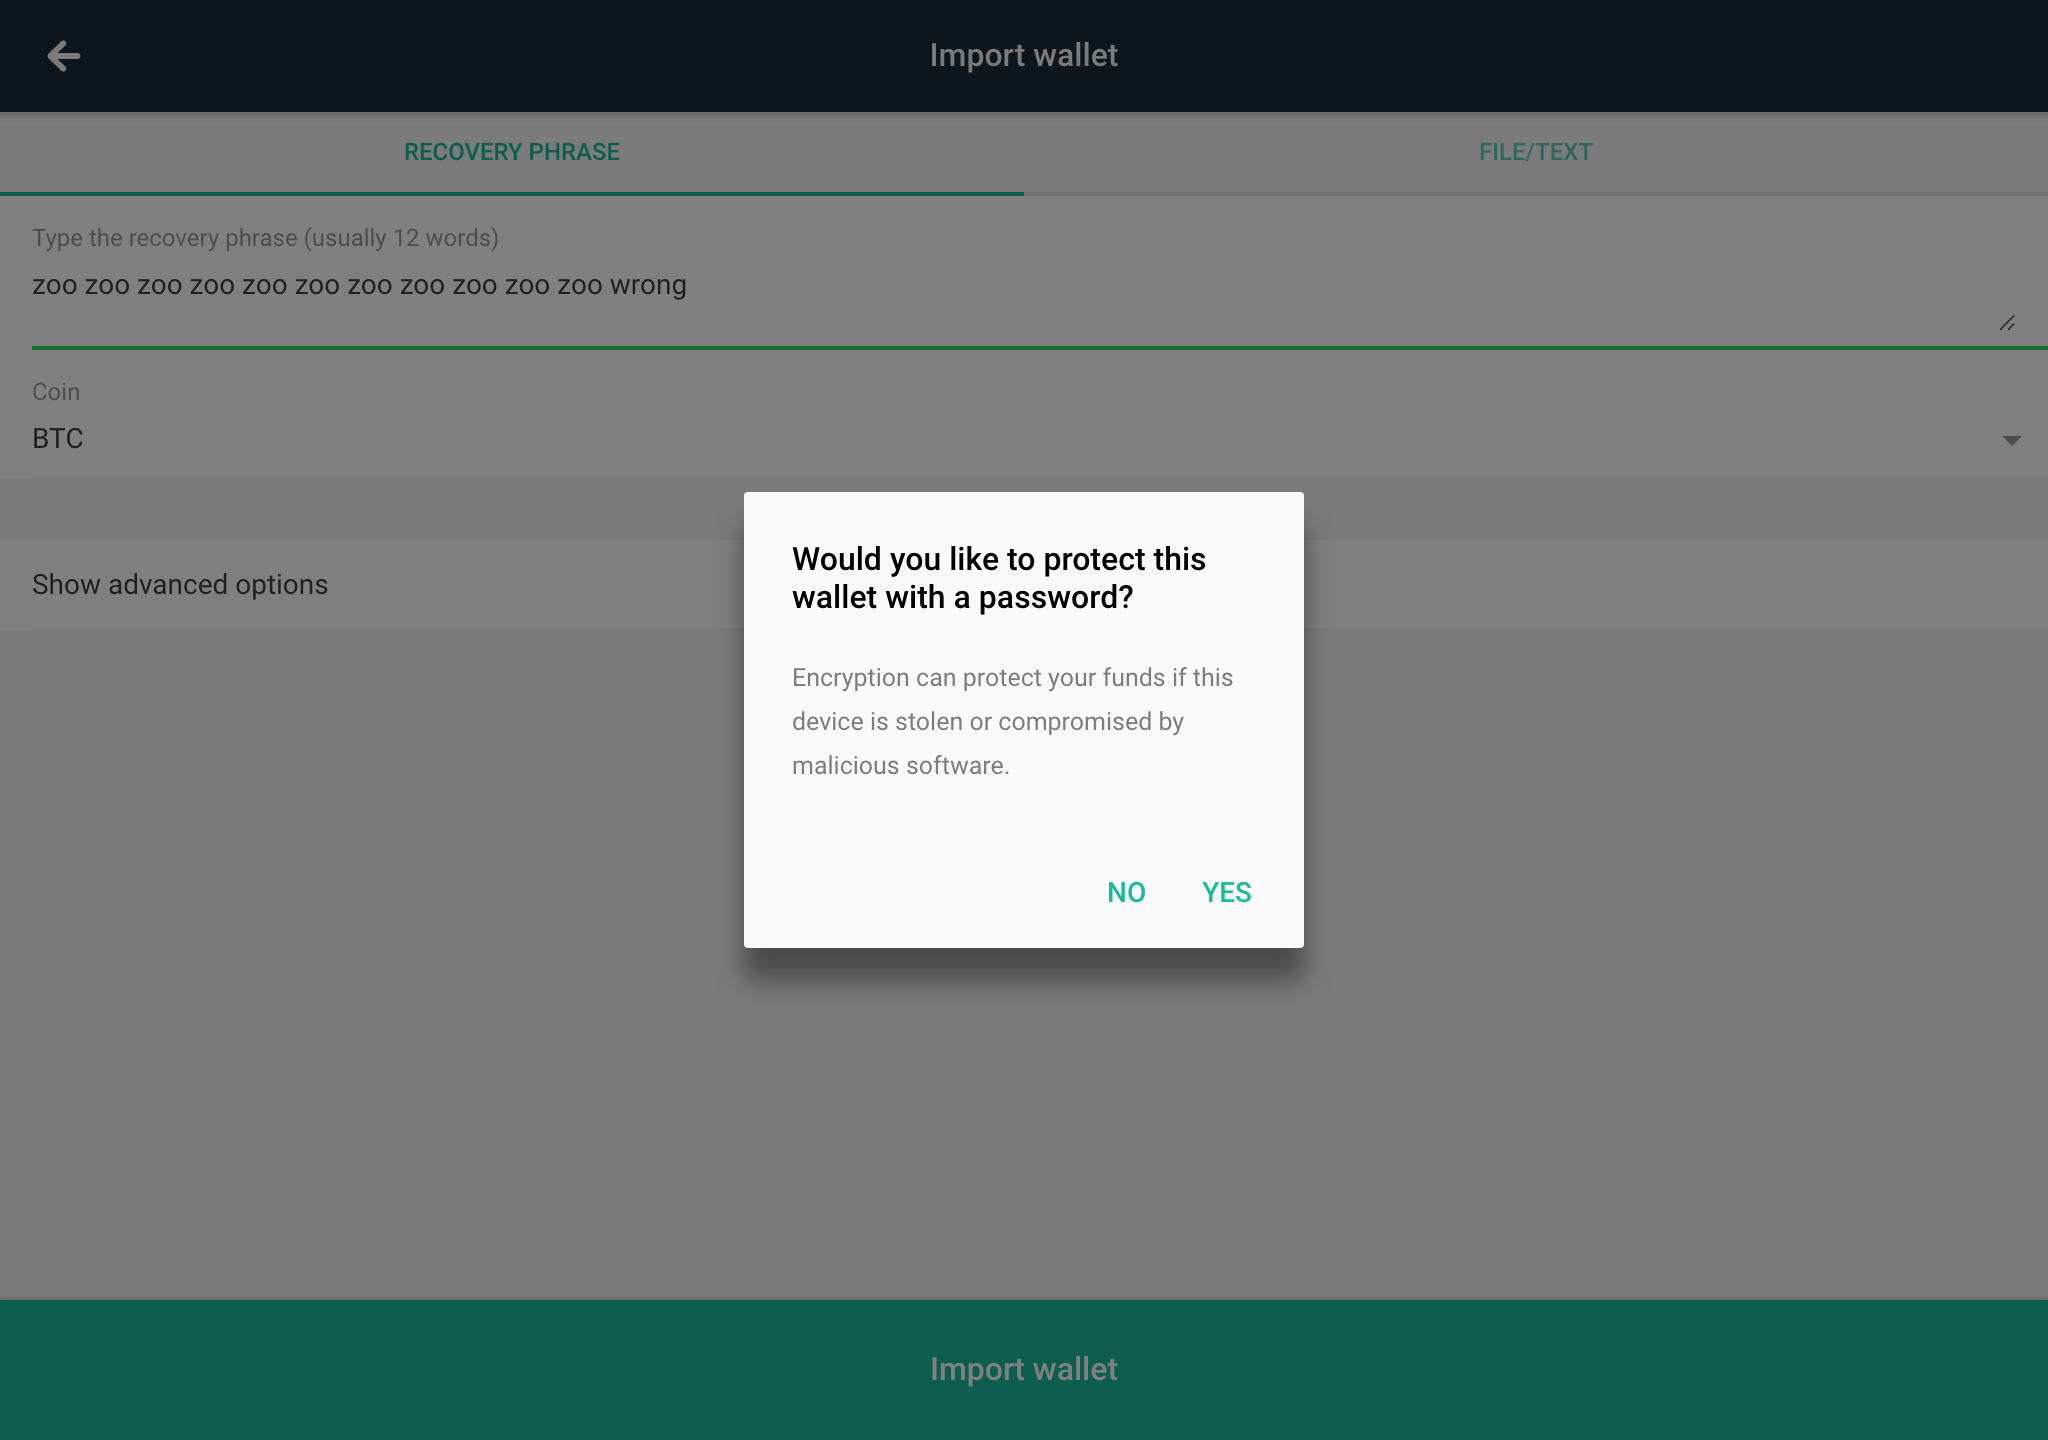 Import wallet
RECOVERY PHRASE
FILE/TEXT
Type the recovery phrase (usually 12 words)
zoo zoo zoo zoo zoo zoo zoo zoo zoo zoo zoo wrong
Coin
BTC
Show advanced options
Would you like to protect this
wallet with a password?
Encryption can protect your funds if this
device is stolen or compromised by
malicious software.
NO YES
Import wallet